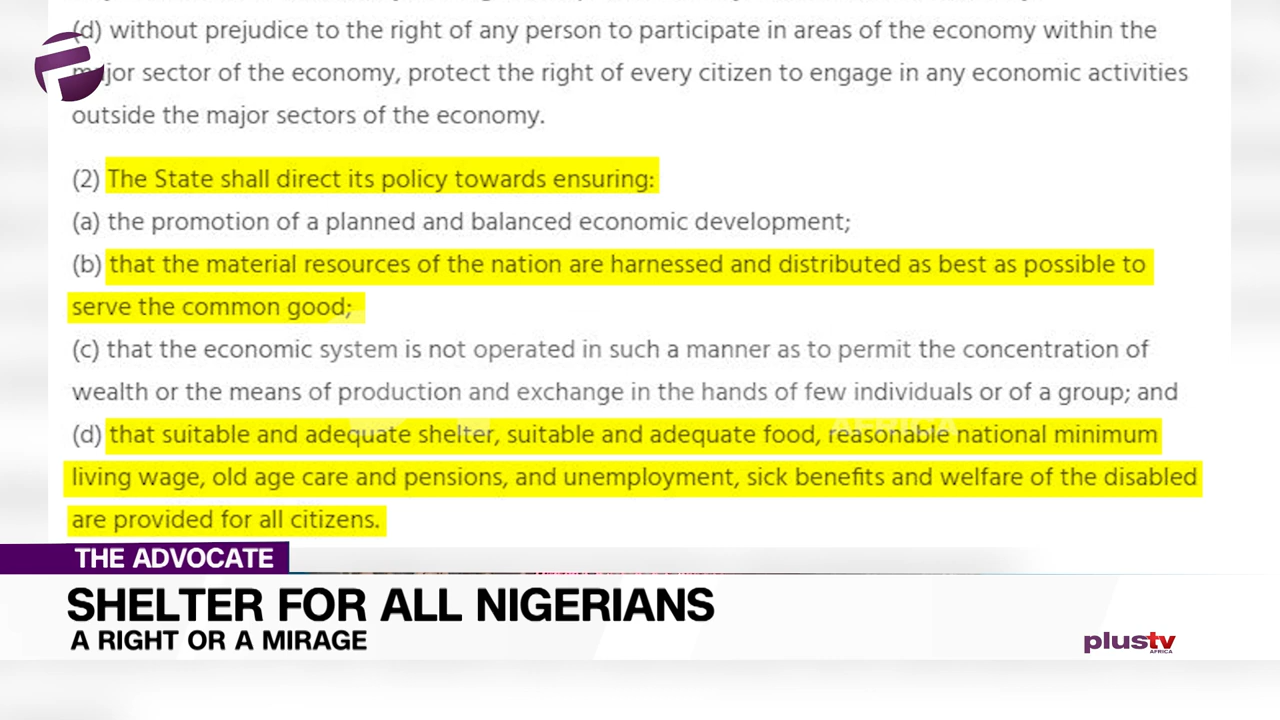 (d) without prejudice to the right of any person to participate in areas of the economy within the
major sector of the economy, protect the right of every citizen to engage in any economic activities
outside the major sectors of the economy.
(2) The State shall direct its policy towards ensuring:
(a) the promotion of a planned and balanced economic development;
(b) that the material resources of the nation are harnessed and distributed as best as possible to
serve the common good;
(c) that the economic system is not operated in such a manner as to permit the concentration of
wealth or the means of production and exchange in the hands of few individuals or of a group; and
(d) that suitable and adequate shelter, suitable and adequate food, reasonable national minimum
AFRICA
living wage, old age care and pensions, and unemployment, sick benefits and welfare of the disabled
are provided for all citizens.
THE ADVOCATE
SHELTER FOR ALL NIGERIANS
A RIGHT OR A MIRAGE
plustv
AFRICA